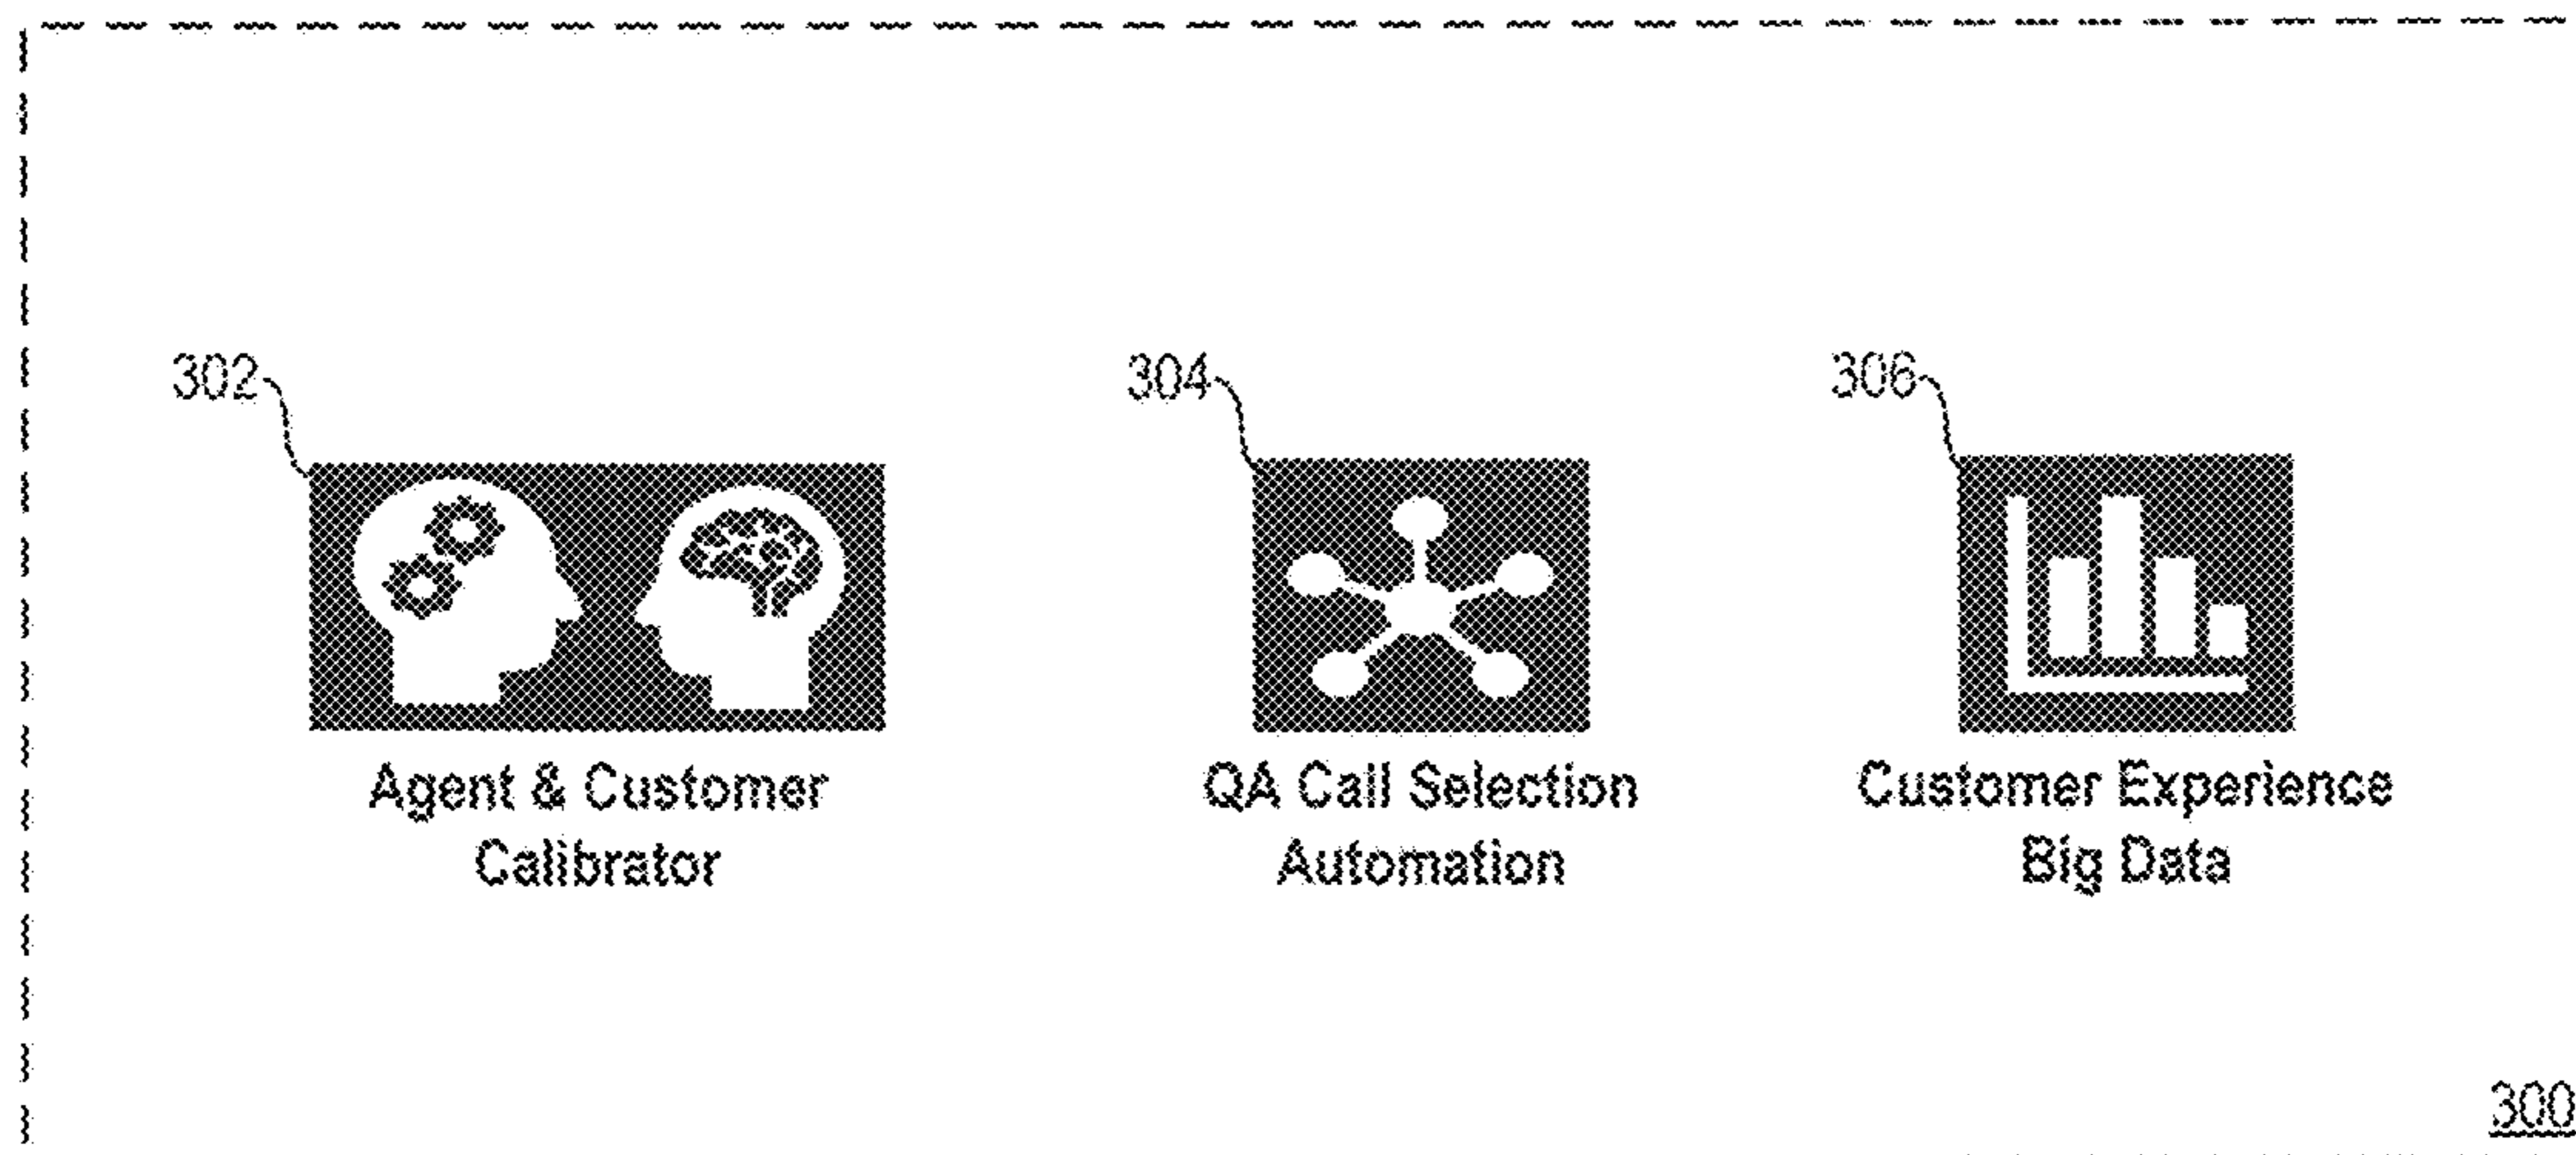 302
304
306
Agent & Customer
Calibrator
QA Call Selection
Automation
Customer Experience
Big Data
300